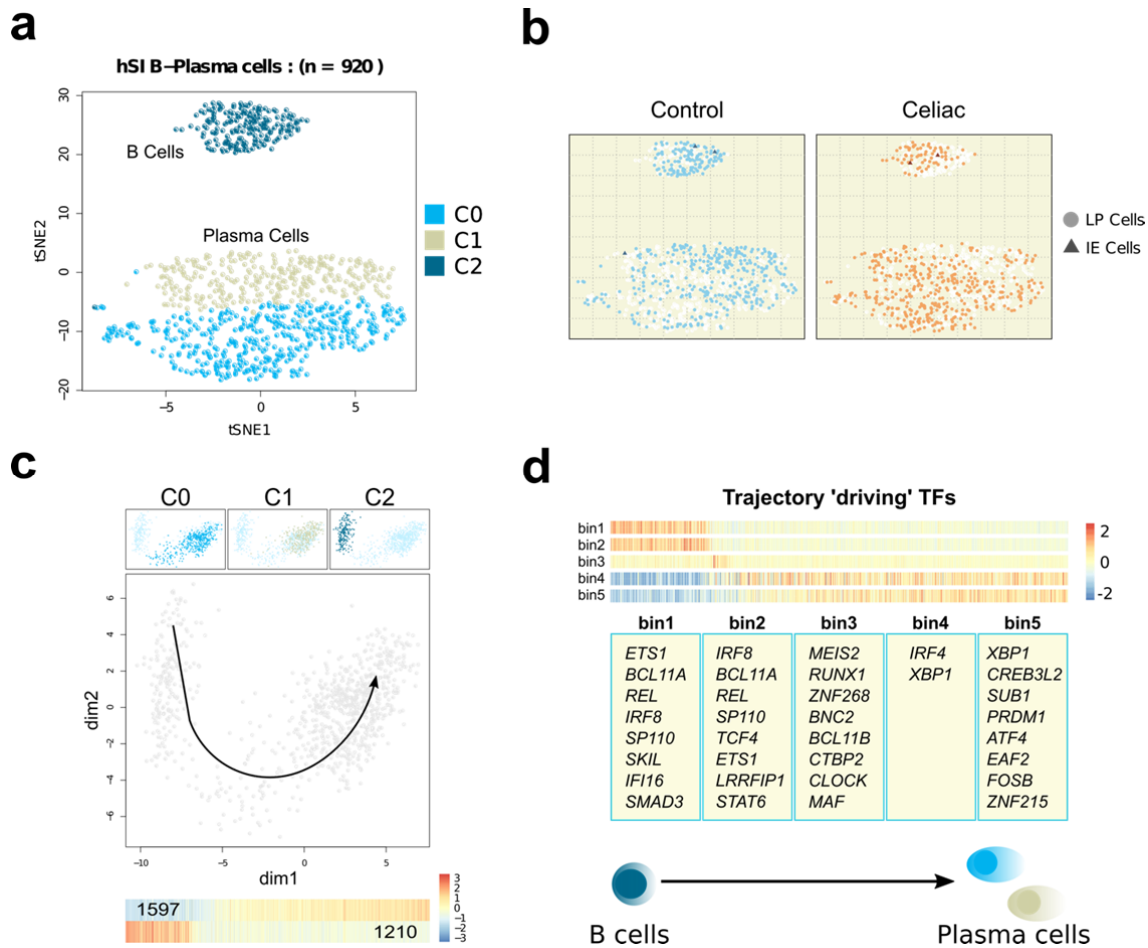 a
hSI B–Plasma cells : (n = 920 )
30
20
10
0
-10
-20
tSNE2
B Cells
Plasma Cells
-5
0
5
tSNE1
C0
C1
C2
b
Control
Celiac
LP Cells
IE Cells
c
C0
C1
C2
6
4
2
0
-2
-4
-6
dim2
-10
-5
0
5
dim1
1597
1210
3
2
1
0
-1
-2
-3
d
Trajectory 'driving' TFs
bin1
bin2
bin3
bin4
bin5
2
0
-2
bin1 bin2 bin3 bin4 bin5
ETS1 IRF8 MEIS2 IRF4 XBP1
BCL11A BCL11A RUNX1 XBP1 CREB3L2
REL REL ZNF268 SUB1
IRF8 SP110 BNC2 PRDM1
SP110 TCF4 BCL11B ATF4
SKIL ETS1 CTBP2 EAF2
IFI16 LRRFIP1 CLOCK FOSB
SMAD3 STAT6 MAF ZNF215
B cells
Plasma cells